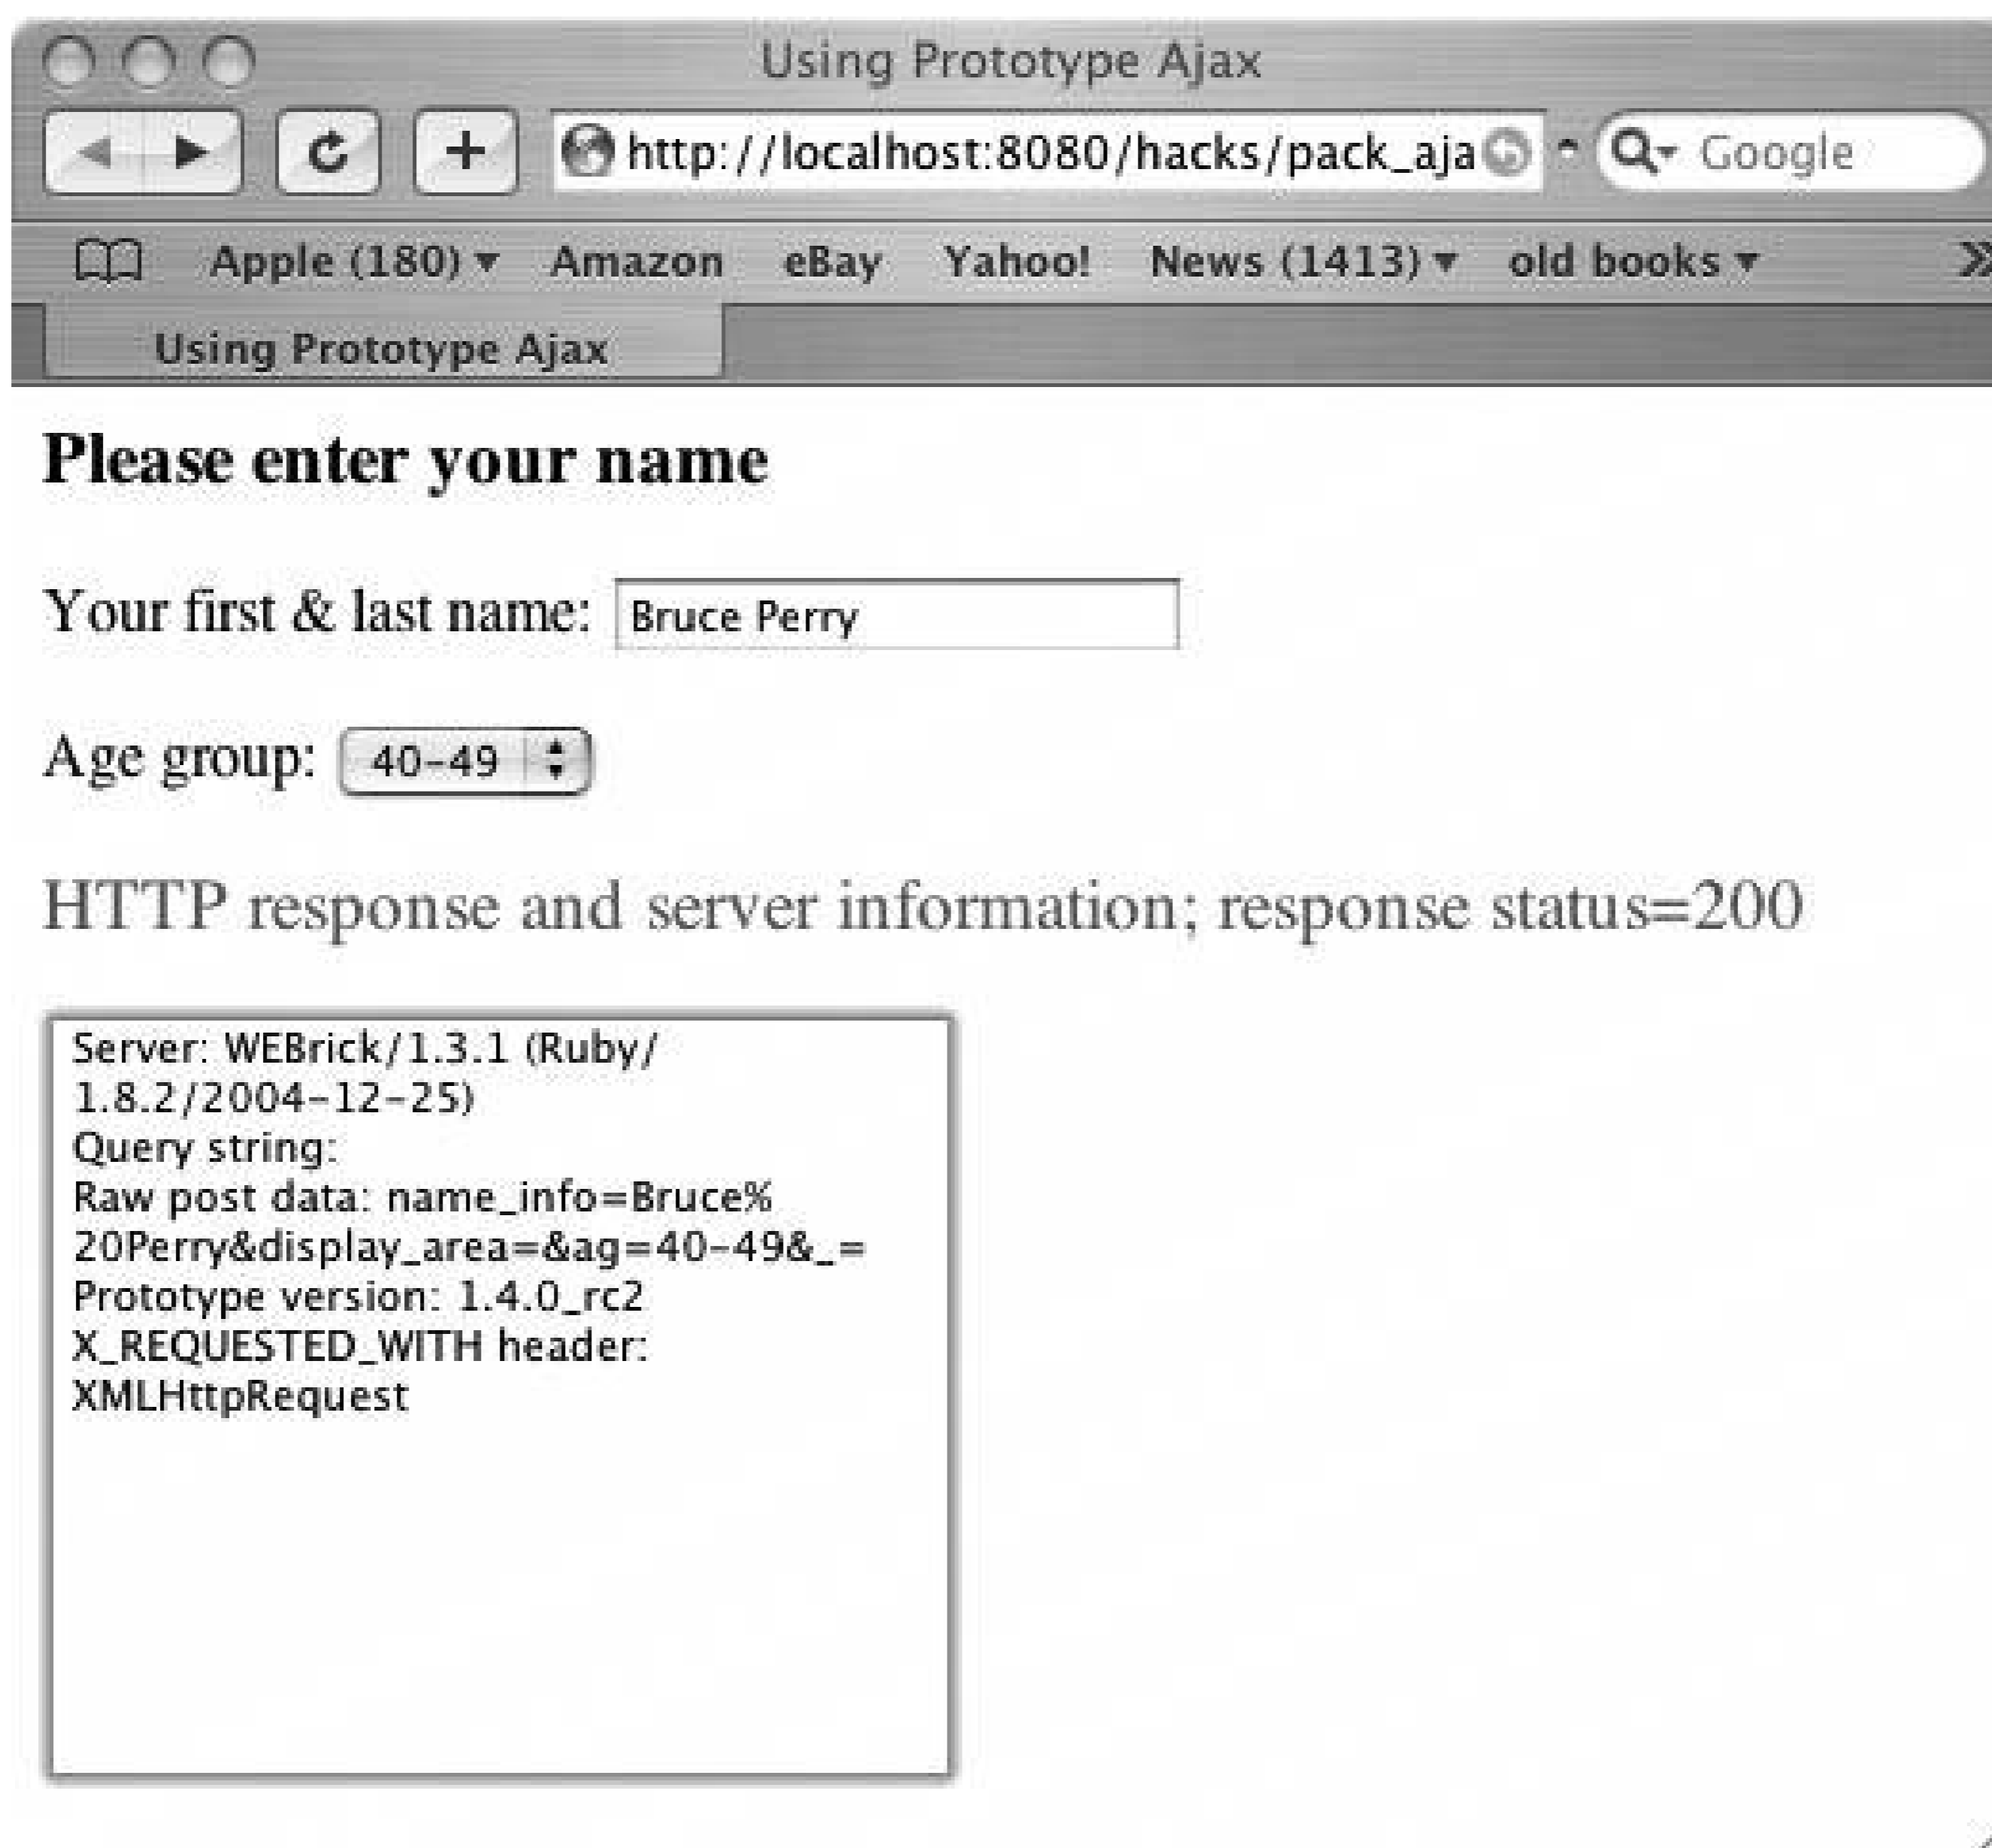 Using Prototype Ajax
http://localhost:8080/hacks/pack_aja
Google
Apple (180) Amazon eBay Yahoo! News (1413) old books
Using Prototype Ajax
Please enter your name
Your first & last name: Bruce Perry
Age group: 40-49
HTTP response and server information; response status=200
Server: WEBrick/1.3.1 (Ruby/
1.8.2/2004-12-25)
Query string:
Raw post data: name_info=Bruce%
20Perry&display_area=&ag=40-49&_=
Prototype version: 1.4.0_rc2
X_REQUESTED_WITH header:
XMLHttpRequest